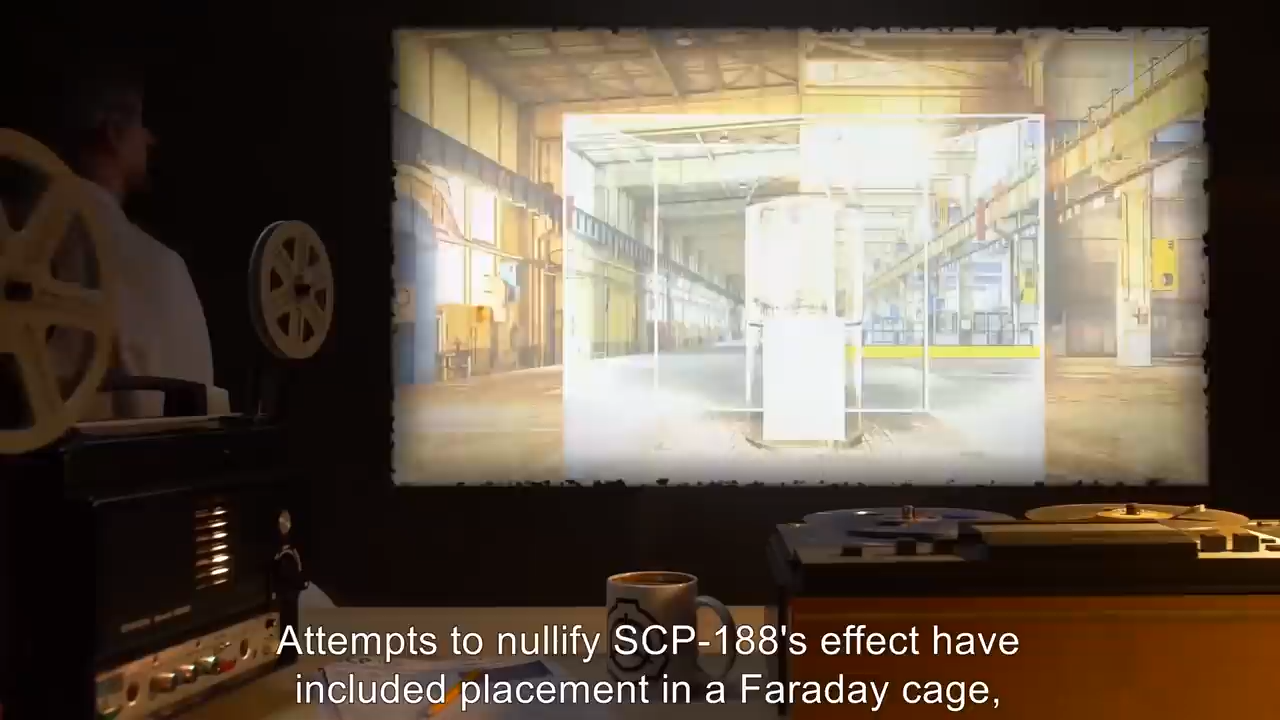 Attempts to nullify SCP-188's effect have
included placement in a Faraday cage,